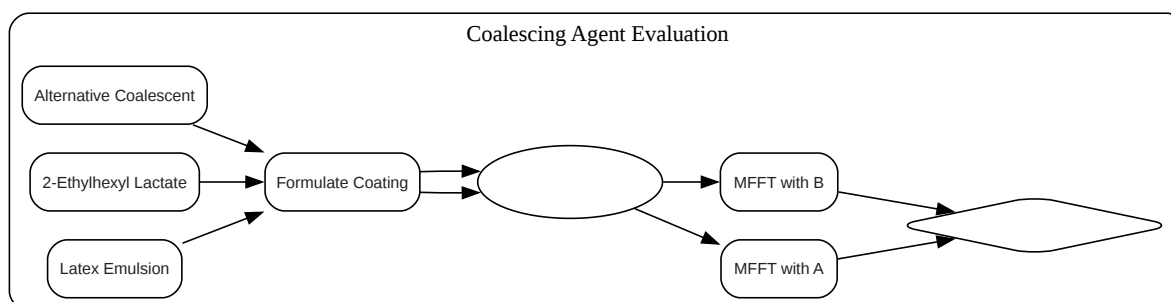 Coalescing Agent Evaluation
Alternative Coalescent
2-Ethylhexyl Lactate
Formulate Coating
MFFT with B
Latex Emulsion
MFFT with A